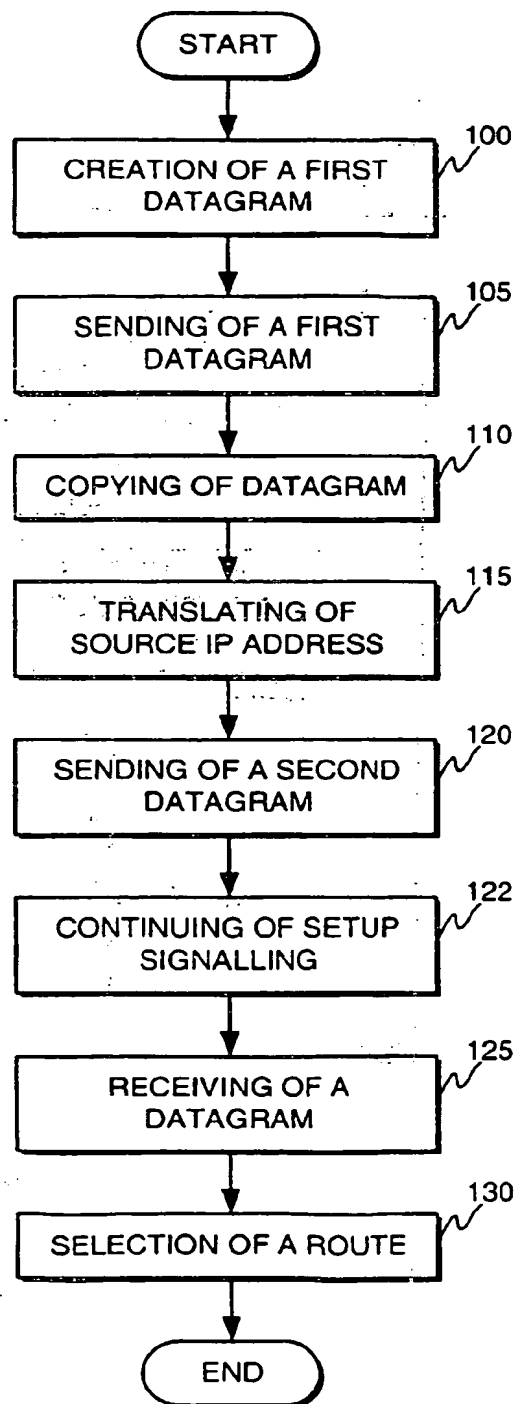 START
100
CREATION OF A FIRST
DATAGRAM
105
SENDING OF A FIRST
DATAGRAM
110
COPYING OF DATAGRAM
115
TRANSLATING OF
SOURCE IP ADDRESS
120
SENDING OF A SECOND
DATAGRAM
122
CONTINUING OF SETUP
SIGNALLING
125
RECEIVING OF A
DATAGRAM
130
SELECTION OF A ROUTE
END